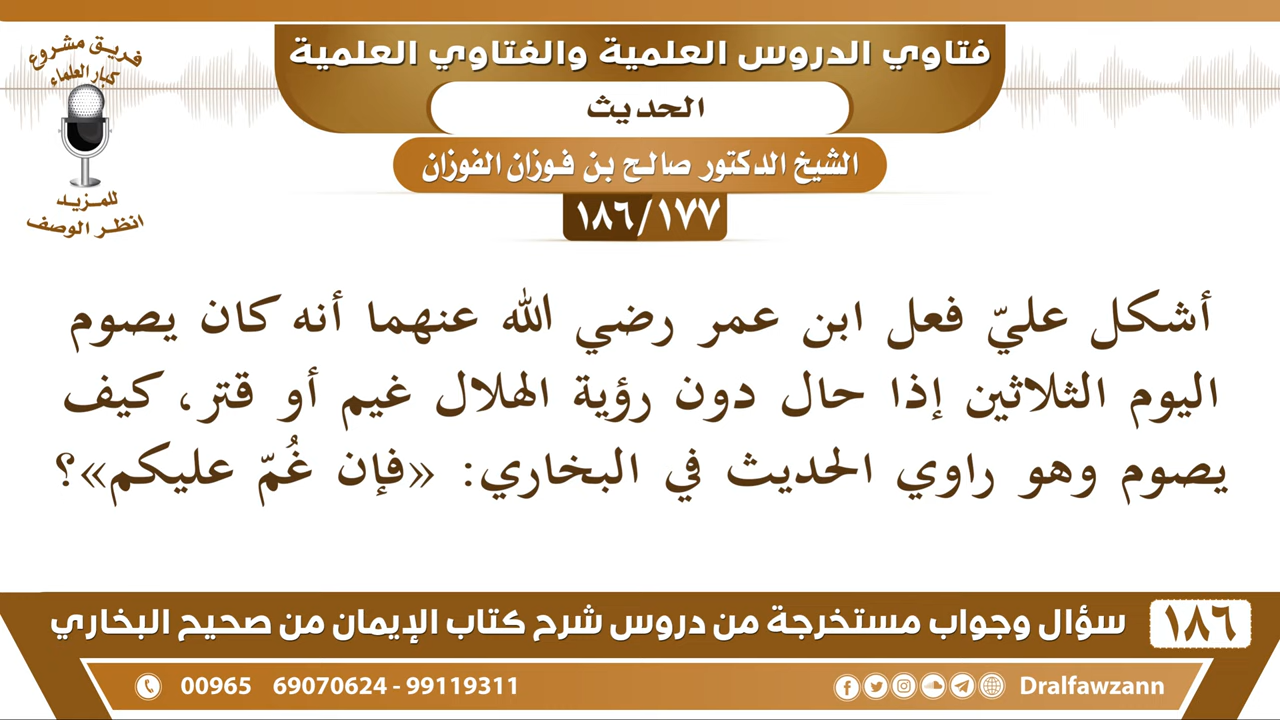 فتاوي الدروس العلمية والفتاوي العلمية
الحديث
الشيخ الدكتور صالح بن فوزان الفوزان
١٨٦/١٧٧
فريق مشروع
كبار العلماء
للمزيد
انظر الوصف
أشكل عليّ فعل ابن عمر رضي الله عنهما أنه كان يصوم
اليوم الثلاثين إذا حال دون رؤية الهلال غيم أو قتر، كيف
يصوم وهو راوي الحديث في البخاري: «فإن غُمّ عليكم»؟
١٨٦ سؤال وجواب مستخرجة من دروس شرح كتاب الإيمان من صحيح البخاري
00965 69070624 - 99119311
Dralfawzann